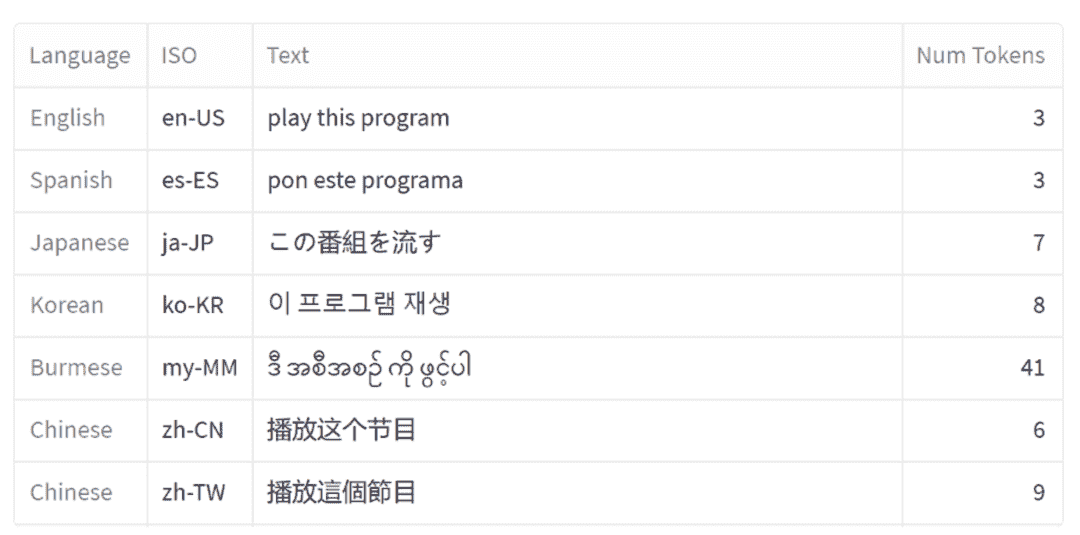 Language ISO Text Num Tokens
English en-US play this program 3
Spanish es-ES pon este programa 3
Japanese ja-JP この番組を流す 7
Korean ko-KR 이 프로그램 재생 8
Burmese my-MM ဒီ အစီအစဉ် ကို ဖွင့်ပါ 41
Chinese zh-CN 播放这个节目 6
Chinese zh-TW 播放這個節目 9